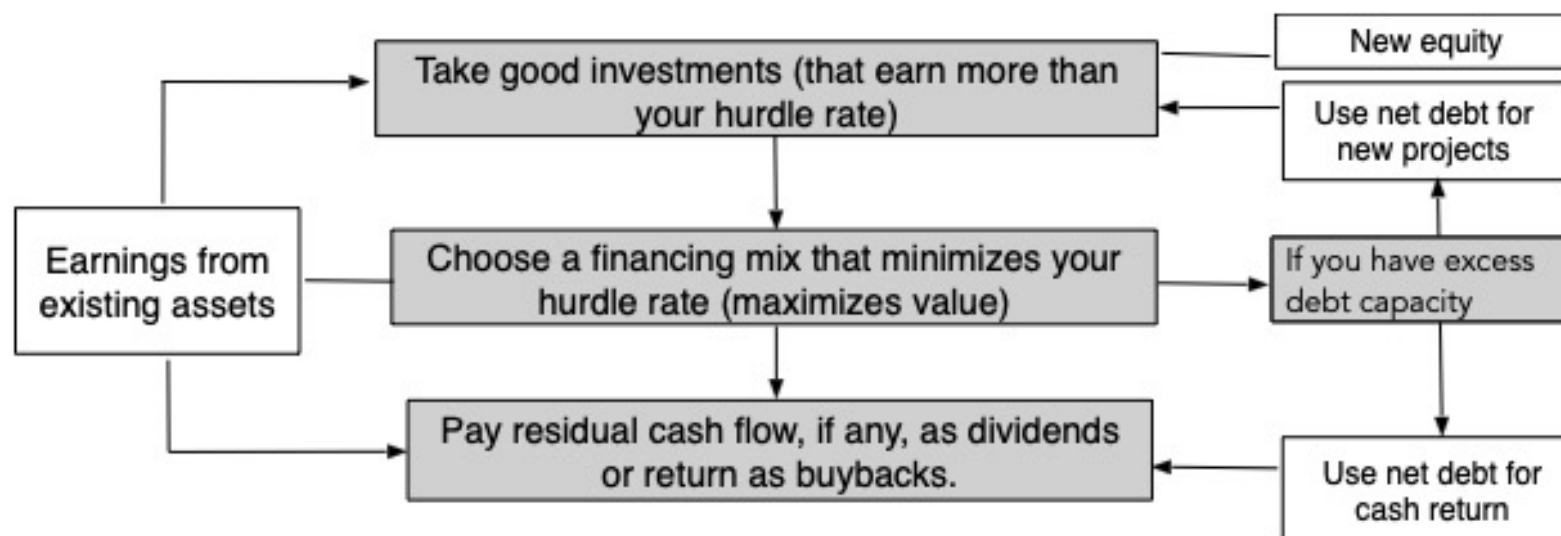 New equity
Take good investments (that earn more than
your hurdle rate)
Use net debt for
new projects
Earnings from
existing assets
Choose a financing mix that minimizes your
hurdle rate (maximizes value)
If you have excess
debt capacity
Pay residual cash flow, if any, as dividends
or return as buybacks.
Use net debt for
cash return